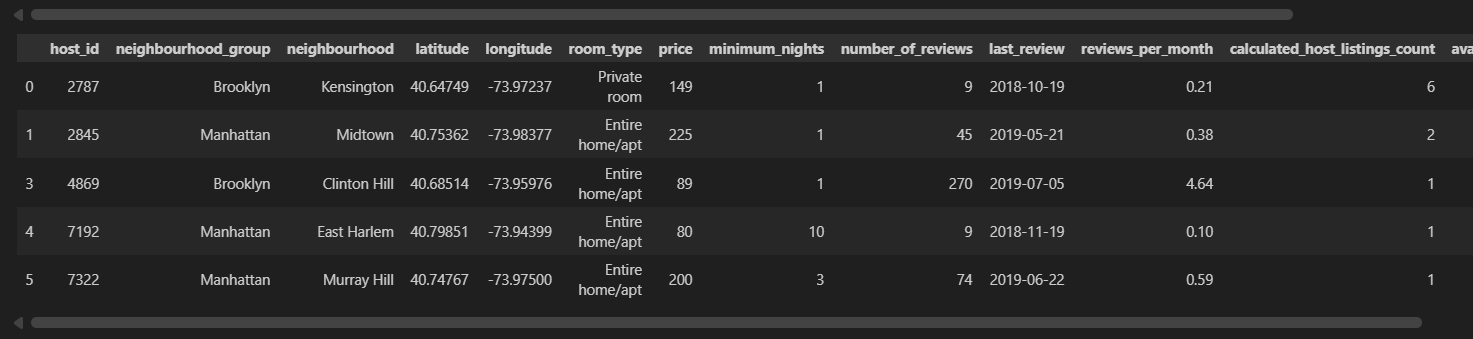 host_id neighbourhood_group neighbourhood latitude longitude room_type price minimum_nights number_of_reviews last_review reviews_per_month calculated_host_listings_count ava
0 2787 Brooklyn Kensington 40.64749 -73.97237 Private room 149 1 9 2018-10-19 0.21 6
1 2845 Manhattan Midtown 40.75362 -73.98377 Entire home/apt 225 1 45 2019-05-21 0.38 2
3 4869 Brooklyn Clinton Hill 40.68514 -73.95976 Entire home/apt 89 1 270 2019-07-05 4.64 1
4 7192 Manhattan East Harlem 40.79851 -73.94399 Entire home/apt 80 10 9 2018-11-19 0.10 1
5 7322 Manhattan Murray Hill 40.74767 -73.97500 Entire home/apt 200 3 74 2019-06-22 0.59 1